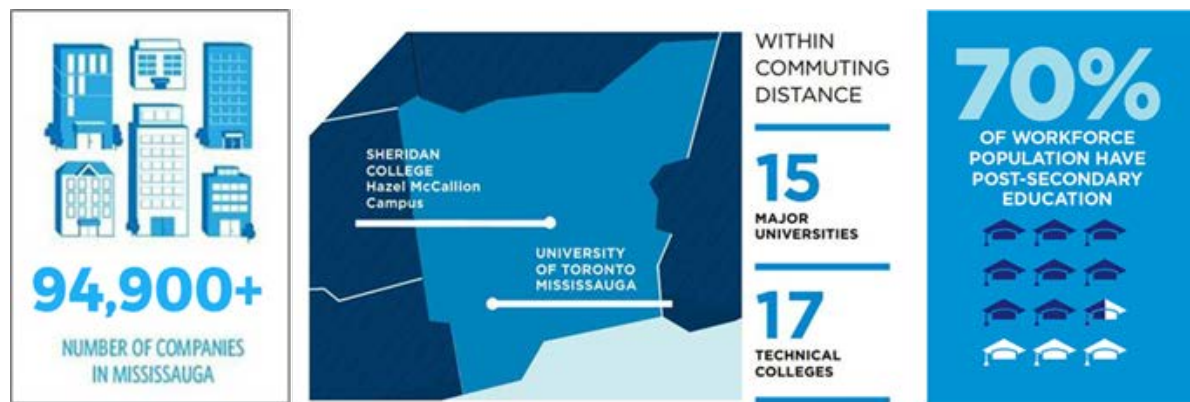 94,900+
NUMBER OF COMPANIES
IN MISSISSAUGA
SHERIDAN
COLLEGE
Hazel McCallion
Campus
UNIVERSITY
OF TORONTO
MISSISSAUGA
WITHIN
COMMUTING
DISTANCE
15
MAJOR
UNIVERSITIES
17
TECHNICAL
COLLEGES
70%
OF WORKFORCE
POPULATION HAVE
POST-SECONDARY
EDUCATION